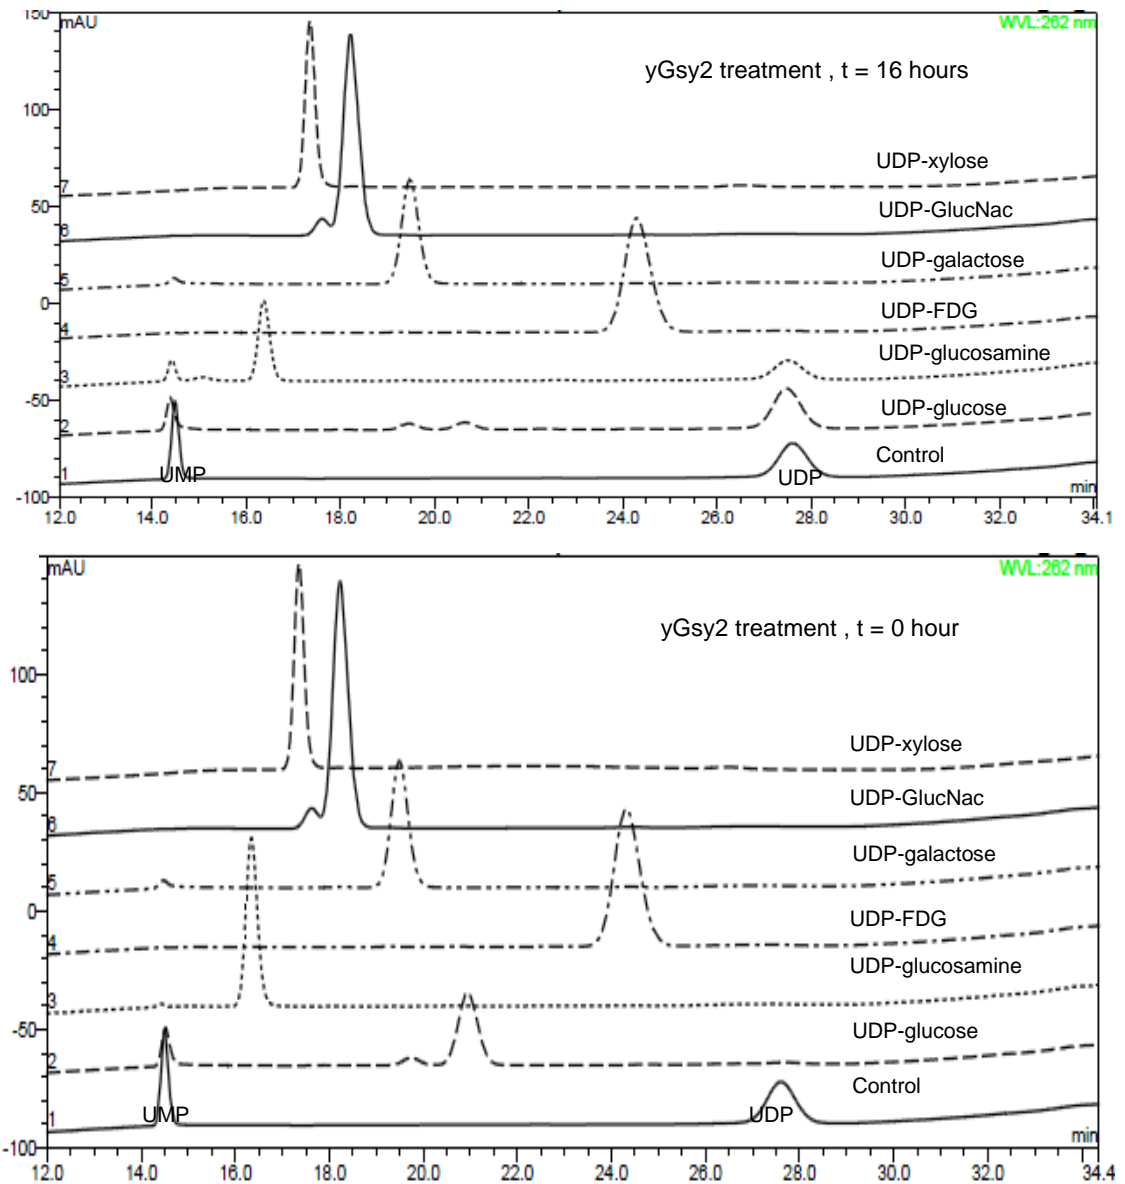 150
mAU
WVL:262 nm
yGsy2 treatment , t = 16 hours
100
UDP-xylose
7
50
UDP-GlucNac
6
UDP-galactose
5
0
UDP-FDG
4
UDP-glucosamine
3
-50
UDP-glucose
2
Control
1
UMP
UDP
min
-100
12.0 14.0 16.0 18.0 20.0 22.0 24.0 26.0 28.0 30.0 32.0 34.1
mAU
WVL:262 nm
yGsy2 treatment , t = 0 hour
100
UDP-xylose
7
50
UDP-GlucNac
6
UDP-galactose
5
0
UDP-FDG
4
UDP-glucosamine
3
-50
UDP-glucose
2
Control
1
UMP
UDP
min
-100
12.0 14.0 16.0 18.0 20.0 22.0 24.0 26.0 28.0 30.0 32.0 34.4